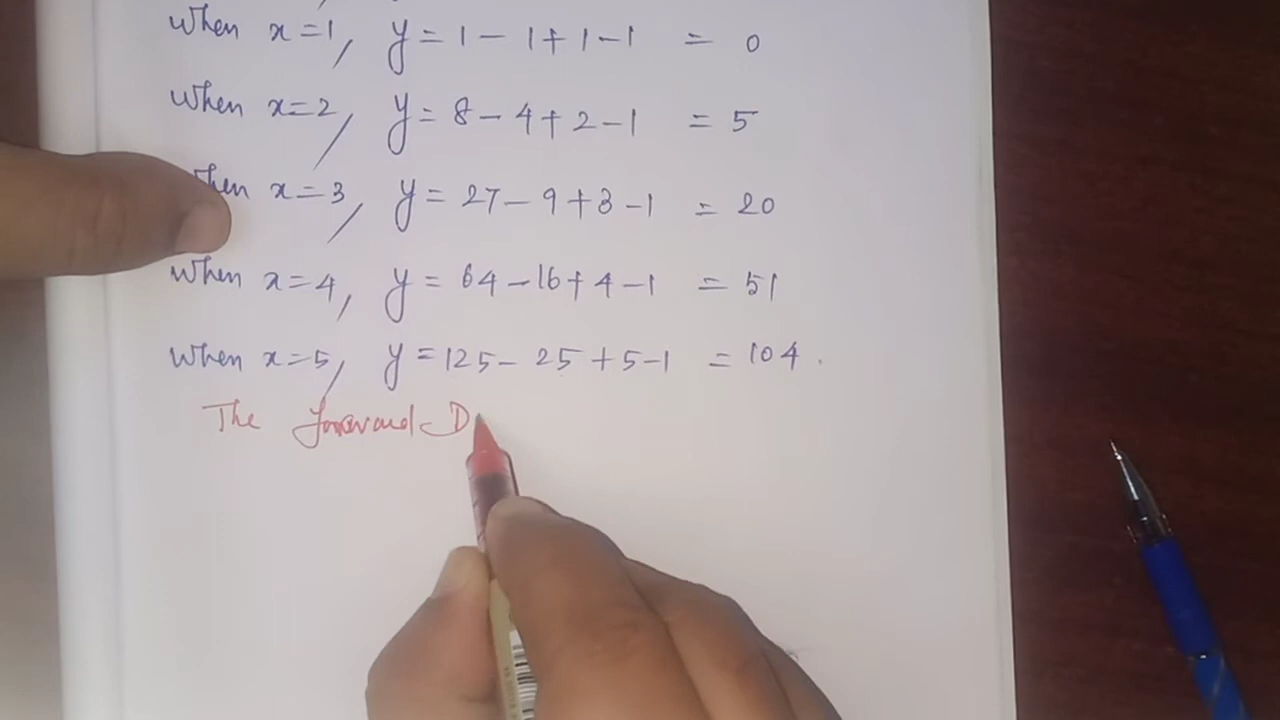 When x=1, y = 1 - 1 + 1 - 1 = 0
When x=2, y = 8 - 4 + 2 - 1 = 5
When x=3, y = 27 - 9 + 3 - 1 = 20
When x=4, y = 64 - 16 + 4 - 1 = 51
When x=5, y = 125 - 25 + 5 - 1 = 104.
The forward D